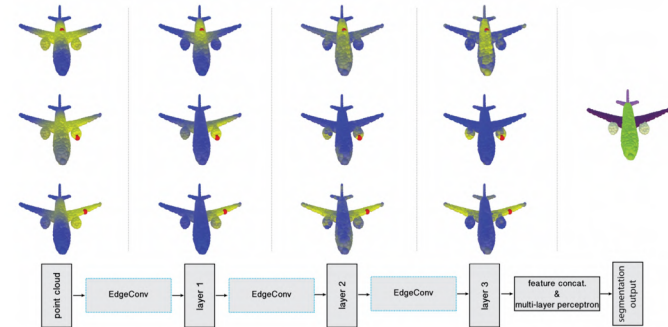 point cloud
EdgeConv
layer 1
EdgeConv
layer 2
EdgeConv
layer 3
feature concat.
&
multi-layer perceptron
segmentation
output